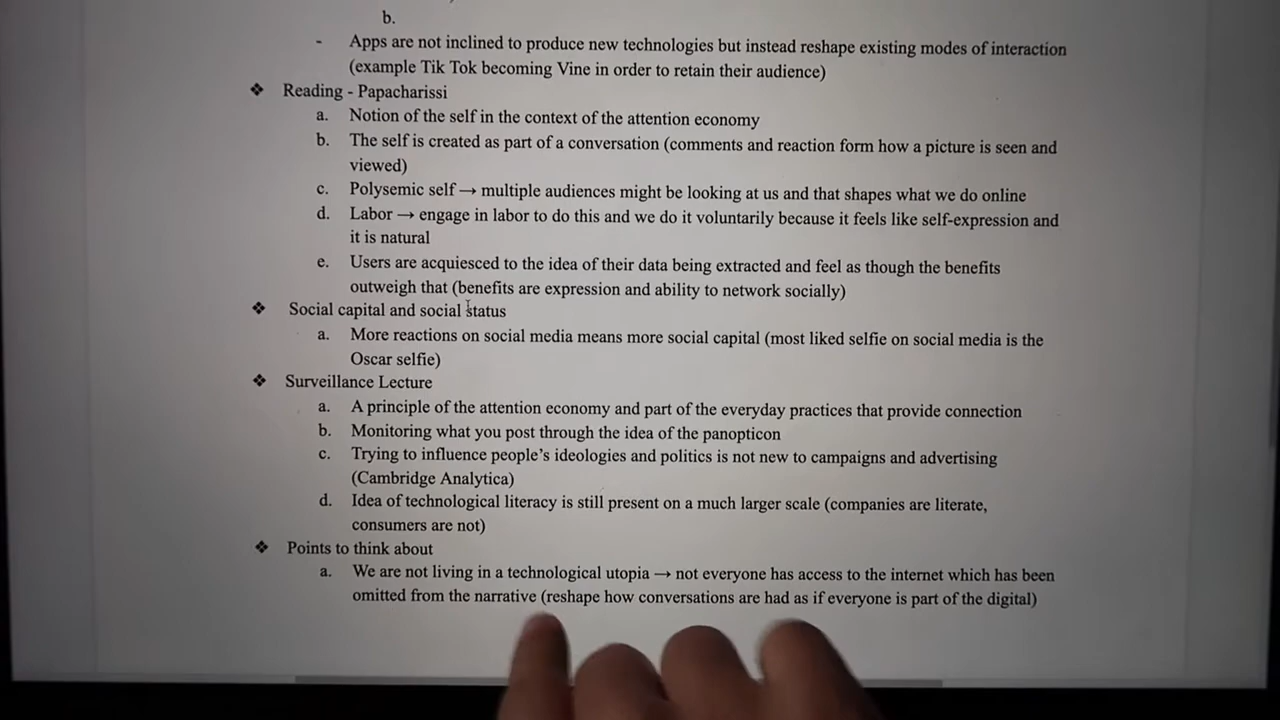 b.
- Apps are not inclined to produce new technologies but instead reshape existing modes of interaction
(example Tik Tok becoming Vine in order to retain their audience)
❖ Reading - Papacharissi
a. Notion of the self in the context of the attention economy
b. The self is created as part of a conversation (comments and reaction form how a picture is seen and
viewed)
c. Polysemic self → multiple audiences might be looking at us and that shapes what we do online
d. Labor → engage in labor to do this and we do it voluntarily because it feels like self-expression and
it is natural
e. Users are acquiesced to the idea of their data being extracted and feel as though the benefits
outweigh that (benefits are expression and ability to network socially)
❖ Social capital and social status
a. More reactions on social media means more social capital (most liked selfie on social media is the
Oscar selfie)
❖ Surveillance Lecture
a. A principle of the attention economy and part of the everyday practices that provide connection
b. Monitoring what you post through the idea of the panopticon
c. Trying to influence people’s ideologies and politics is not new to campaigns and advertising
(Cambridge Analytica)
d. Idea of technological literacy is still present on a much larger scale (companies are literate,
consumers are not)
❖ Points to think about
a. We are not living in a technological utopia → not everyone has access to the internet which has been
omitted from the narrative (reshape how conversations are had as if everyone is part of the digital)